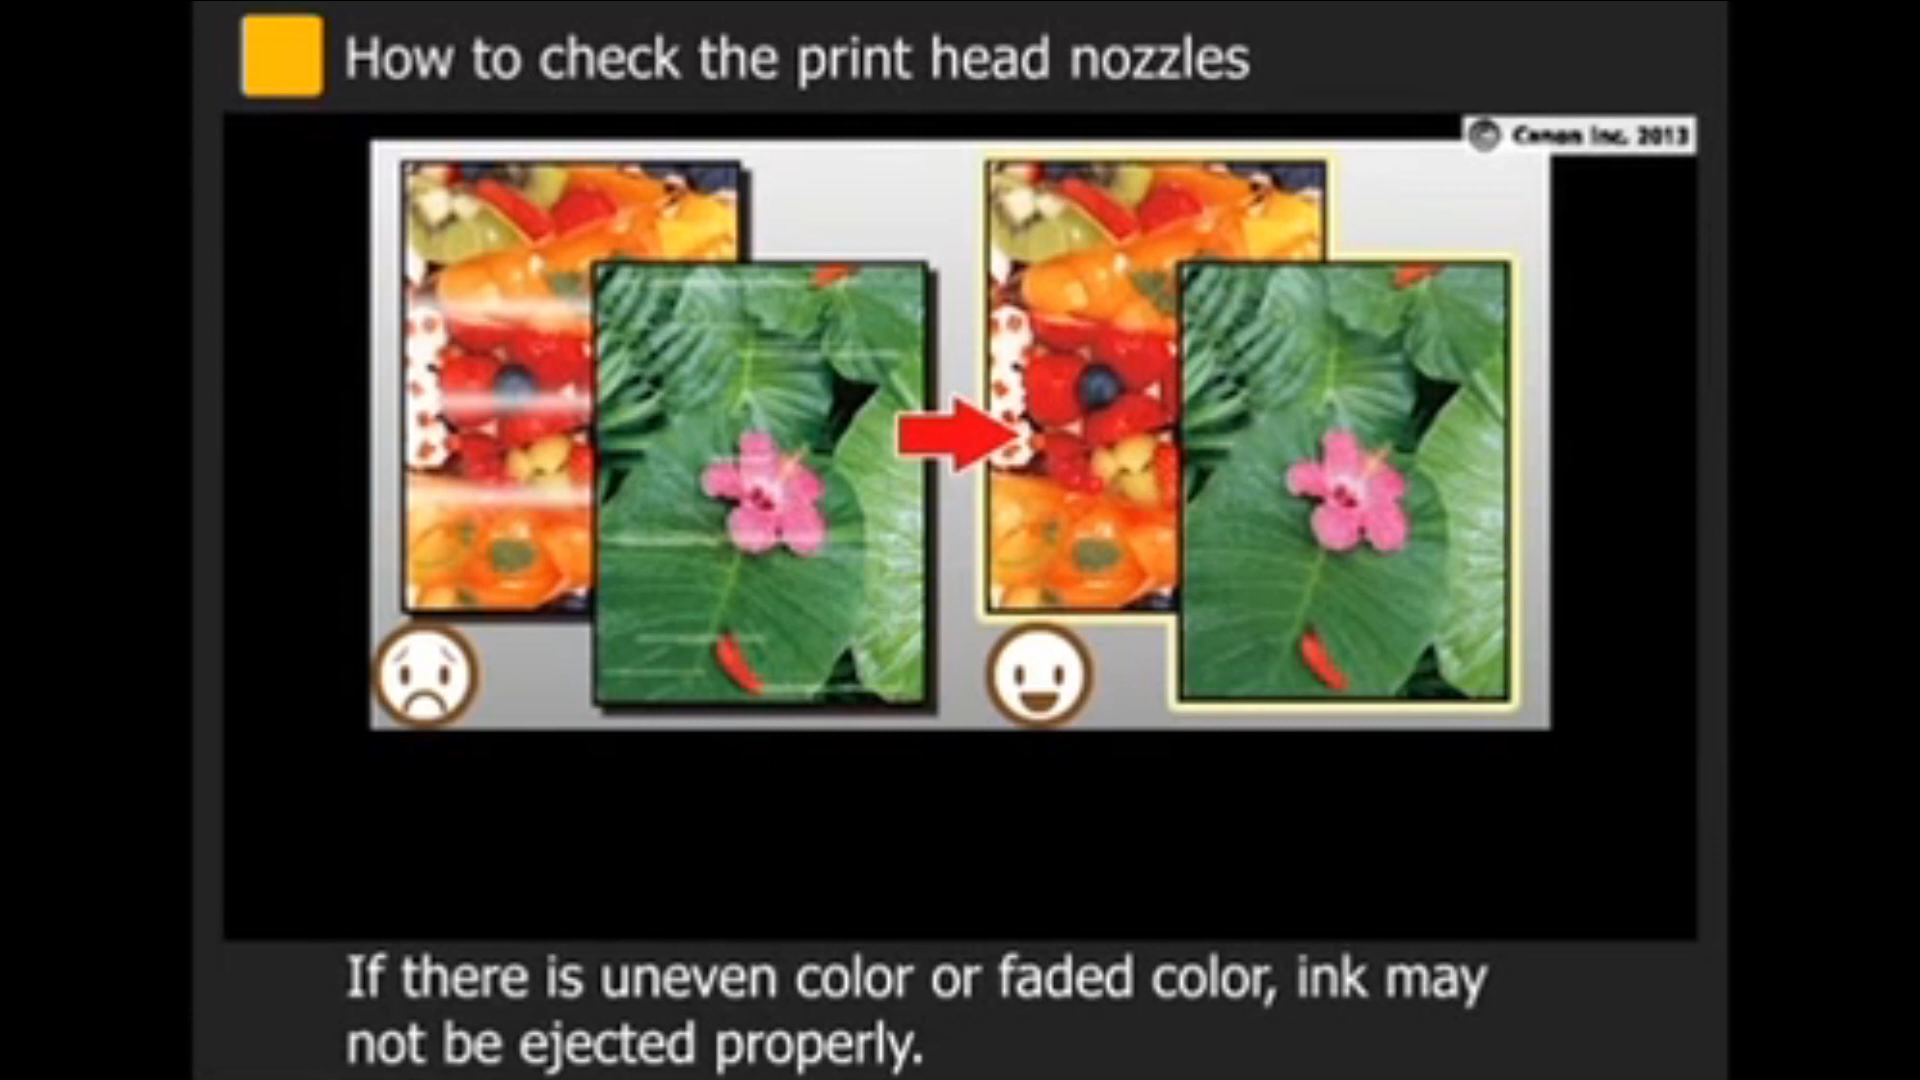 How to check the print head nozzles
© Canon Inc. 2013
If there is uneven color or faded color, ink may
not be ejected properly.